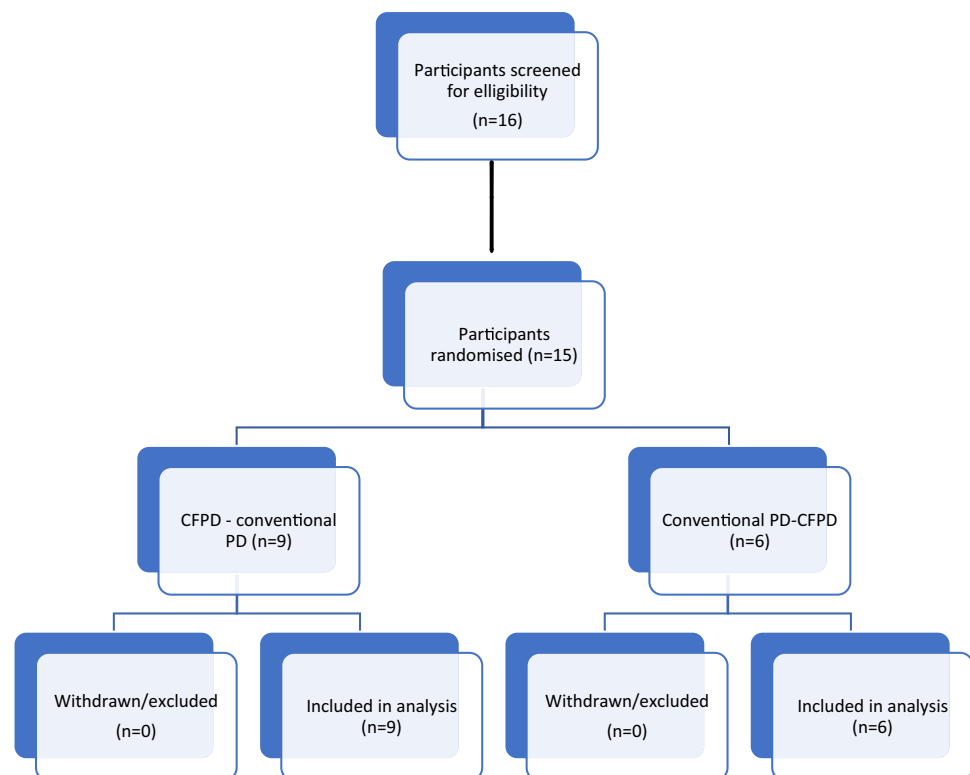 Participants screened
for elligibility
(n=16)
Participants
randomised (n=15)
CFPD - conventional
PD (n=9)
Conventional PD-CFPD
(n=6)
Withdrawn/excluded
(n=0)
Included in analysis
(n=9)
Withdrawn/excluded
(n=0)
Included in analysis
(n=6)